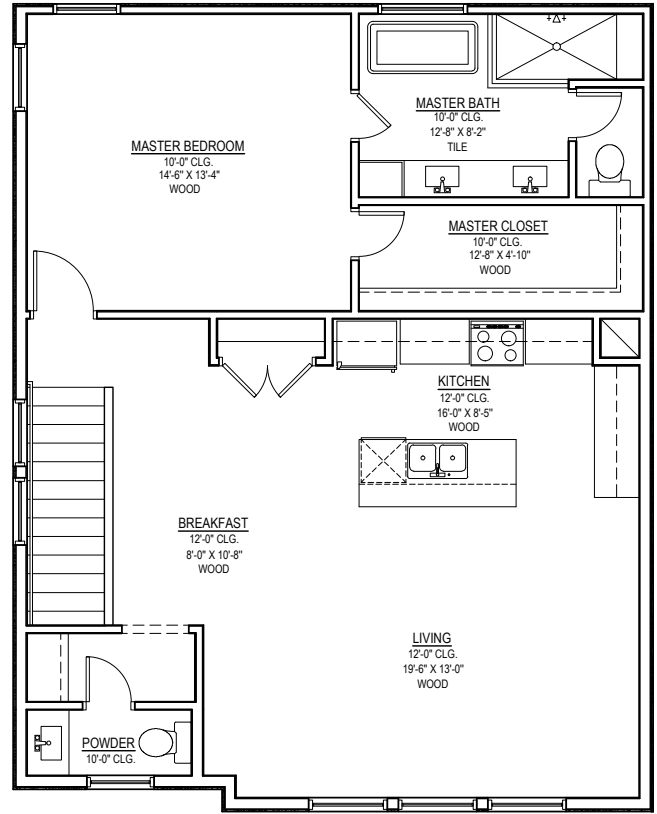 MASTER BEDROOM
10'-0" CLG.
14'-6" X 13'-4"
WOOD
MASTER BATH
10'-0" CLG.
12'-8" X 8'-2"
TILE
MASTER CLOSET
10'-0" CLG.
12'-8" X 4'-10"
WOOD
KITCHEN
12'-0" CLG.
16'-0" X 8'-5"
WOOD
BREAKFAST
12'-0" CLG.
8'-0" X 10'-8"
WOOD
LIVING
12'-0" CLG.
19'-6" X 13'-0"
WOOD
POWDER
10'-0" CLG.